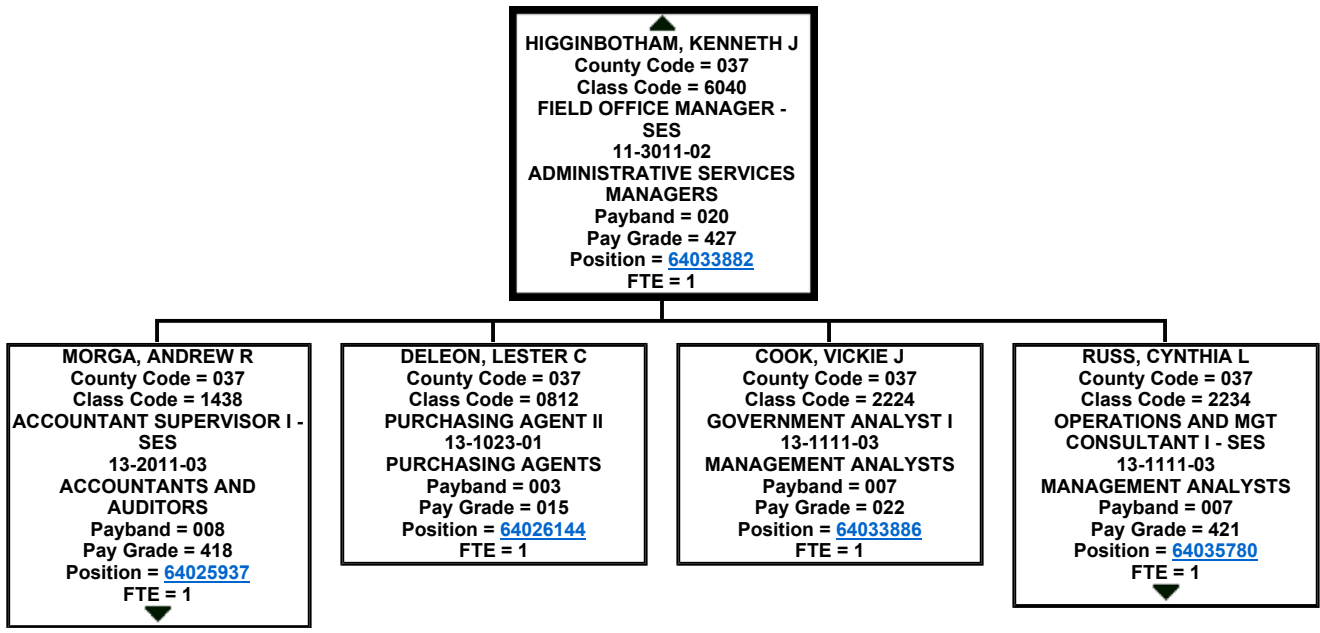 HIGGINBOTHAM, KENNETH J
County Code = 037
Class Code = 6040
FIELD OFFICE MANAGER -
SES
11-3011-02
ADMINISTRATIVE SERVICES
MANAGERS
Payband = 020
Pay Grade = 427
Position = 64033882
FTE = 1
MORGA, ANDREW R
County Code = 037
Class Code = 1438
ACCOUNTANT SUPERVISOR I -
SES
13-2011-03
ACCOUNTANTS AND
AUDITORS
Payband = 008
Pay Grade = 418
Position = 64025937
FTE = 1
DELEON, LESTER C
County Code = 037
Class Code = 0812
PURCHASING AGENT II
13-1023-01
PURCHASING AGENTS
Payband = 003
Pay Grade = 015
Position = 64026144
FTE = 1
COOK, VICKIE J
County Code = 037
Class Code = 2224
GOVERNMENT ANALYST I
13-1111-03
MANAGEMENT ANALYSTS
Payband = 007
Pay Grade = 022
Position = 64033886
FTE = 1
RUSS, CYNTHIA L
County Code = 037
Class Code = 2234
OPERATIONS AND MGT
CONSULTANT I - SES
13-1111-03
MANAGEMENT ANALYSTS
Payband = 007
Pay Grade = 421
Position = 64035780
FTE = 1